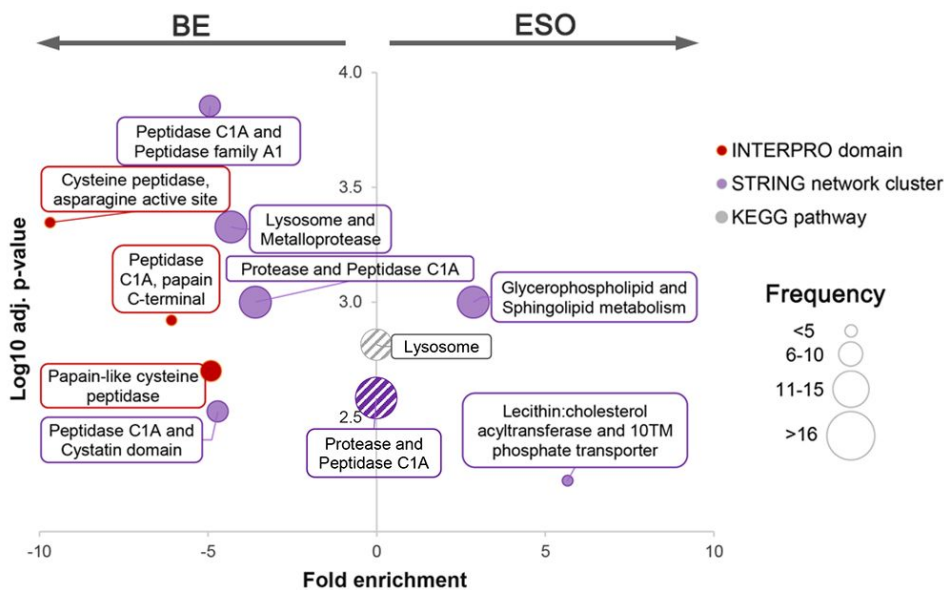 BE
ESO
4.0
Peptidase C1A and
Peptidase family A1
INTERPRO domain
STRING network cluster
KEGG pathway
Cysteine peptidase,
asparagine active site
3.5
Lysosome and
Metalloprotease
Peptidase
C1A, papain
C-terminal
Protease and Peptidase C1A
3.0
Glycerophospholipid and
Sphingolipid metabolism
Log10 adj. p-value
Frequency
<5
6-10
11-15
>16
Lysosome
Papain-like cysteine
peptidase
2.5
Peptidase C1A and
Cystatin domain
Protease and
Peptidase C1A
Lecithin:cholesterol
acyltransferase and 10TM
phosphate transporter
-10
-5
0
5
10
Fold enrichment